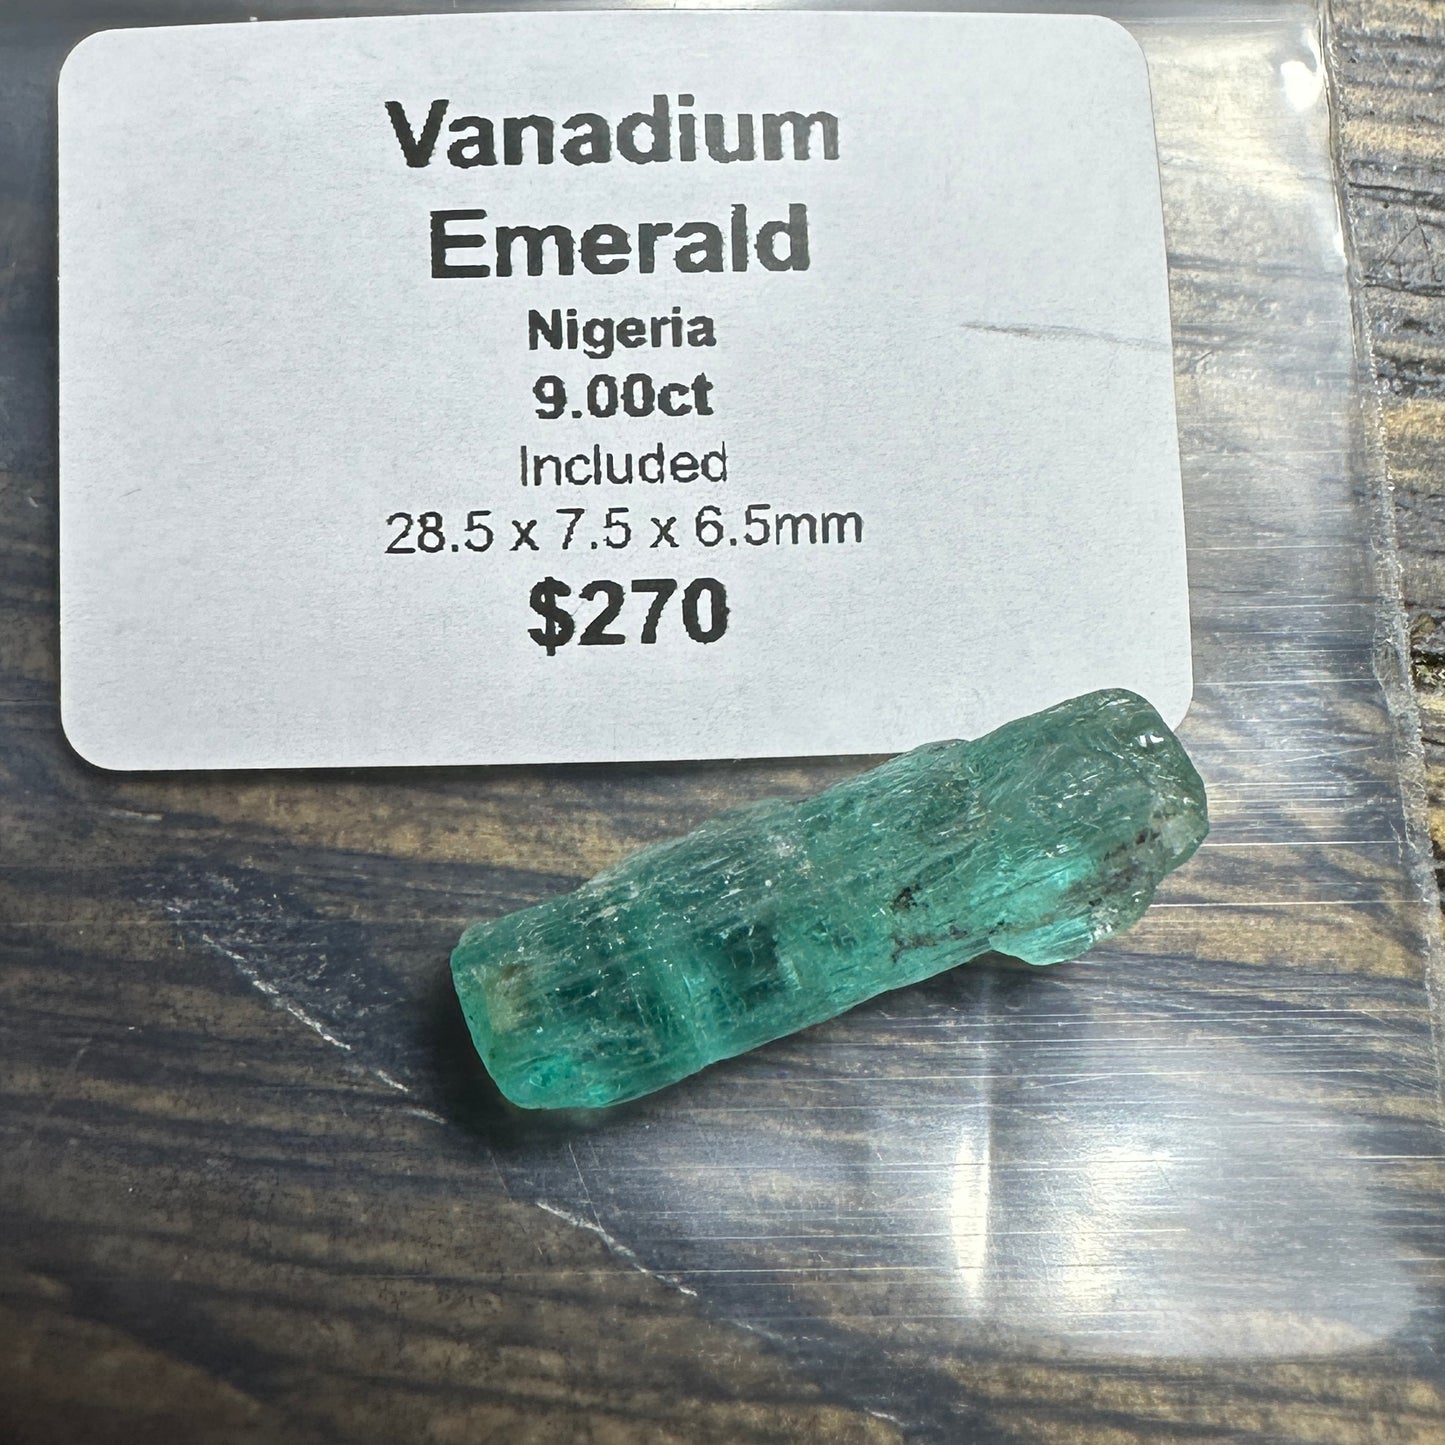 Vanadium
Emerald
Nigeria
9.00ct
Included
28.5 x 7.5 x 6.5mm
$270